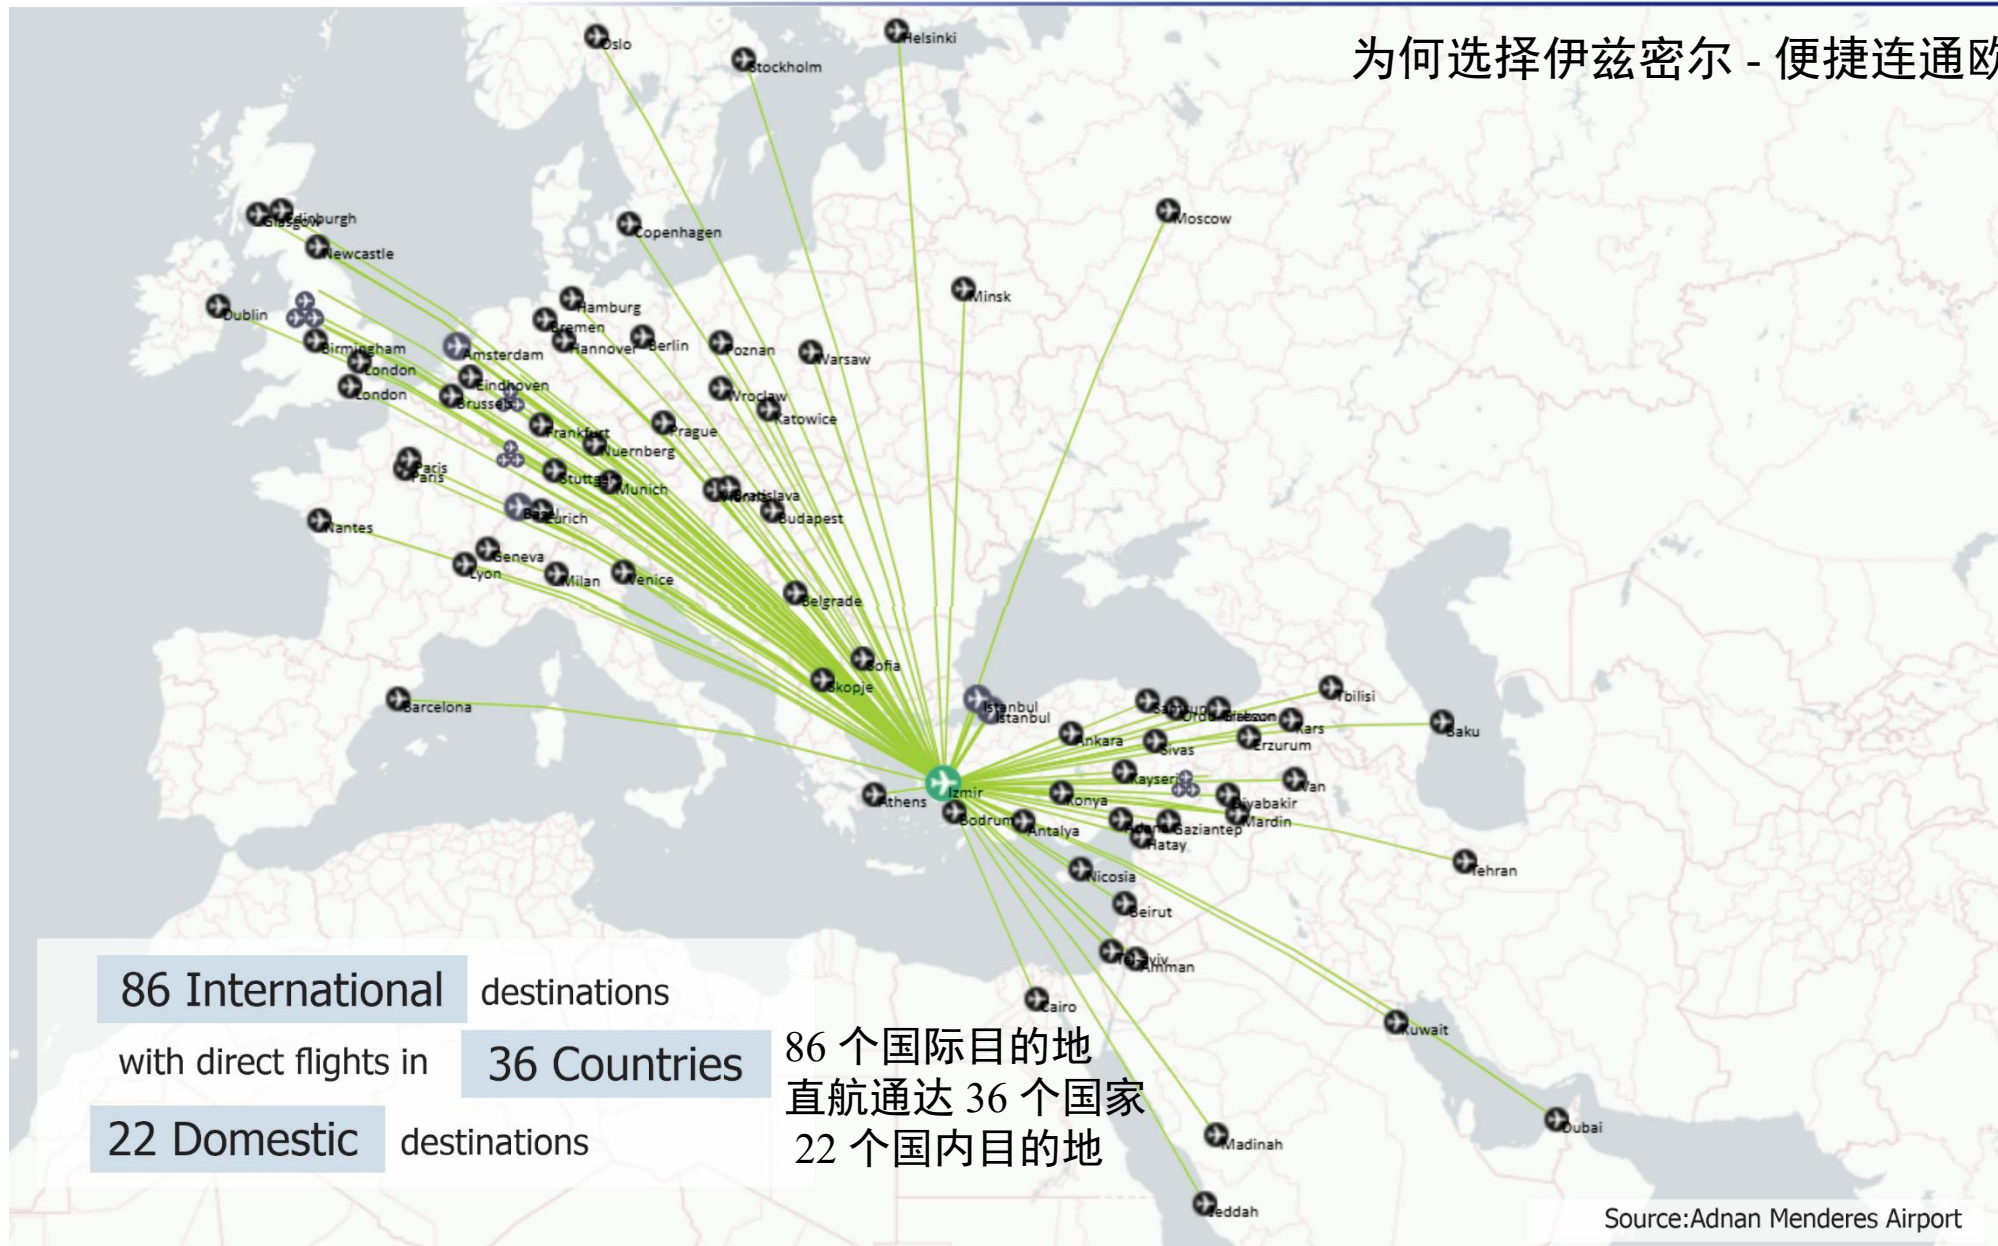 为何选择伊兹密尔 - 便捷连通欧
Oslo
Helsinki
Stockholm
Edinburgh
Glasgow
Moscow
Copenhagen
Newcastle
Minsk
Hamburg
Dublin
Bremen
Birmingham
Amsterdam
Hannover
Berlin
Poznan
Warsaw
London
Eindhoven
London
Brussels
Wroclaw
Katowice
Frankfurt
Prague
Nuernberg
Paris
Paris
Stuttgart
Munich
Bratislava
Basel
Zurich
Budapest
Nantes
Geneva
Lyon
Milan
Venice
Belgrade
Sofia
Skopje
Barcelona
Istanbul
Istanbul
Samsun
Tbilisi
Kars
Baku
Ankara
Sivas
Erzurum
Kayseri
Van
Athens
Izmir
Konya
Diyabakir
Bodrum
Antalya
Adana
Gaziantep
Mardin
Hatay
Tehran
Nicosia
Beirut
Tel Aviv
Amman
Cairo
Kuwait
Dubai
Madinah
Jeddah
86 International destinations
with direct flights in 36 Countries
22 Domestic destinations
86 个国际目的地
直航通达 36 个国家
22 个国内目的地
Source:Adnan Menderes Airport